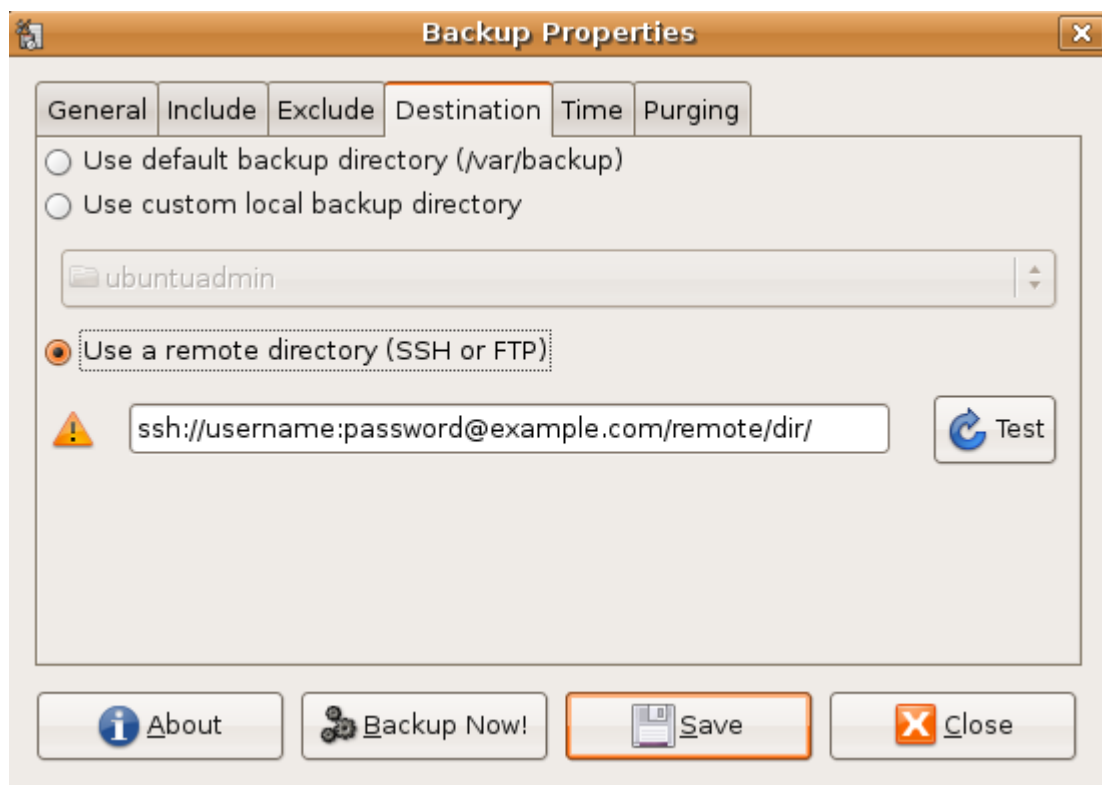 Backup Properties
General Include Exclude Destination Time Purging
Use default backup directory (/var/backup)
Use custom local backup directory
ubuntuadmin
Use a remote directory (SSH or FTP)
ssh://username:password@example.com/remote/dir/ Test
About Backup Now! Save Close